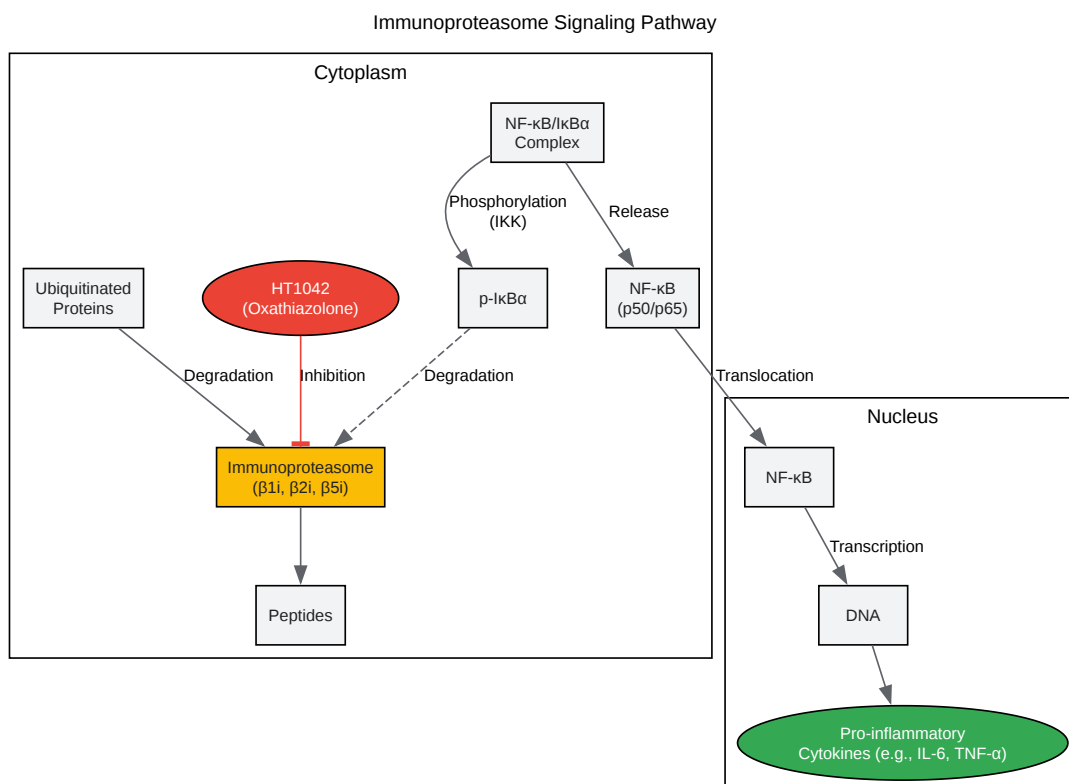 Immunoproteasome Signaling Pathway
Cytoplasm
NF-κB/IκBα
Complex
Phosphorylation
(IKK)
Release
Ubiquitinated
Proteins
HT1042
(Oxathiazolone)
p-IκBα
NF-κB
(p50/p65)
Degradation
Inhibition
Degradation
Translocation
Nucleus
Immunoproteasome
(β1i, β2i, β5i)
NF-κB
Transcription
Peptides
DNA
Pro-inflammatory
Cytokines (e.g., IL-6, TNF-α)